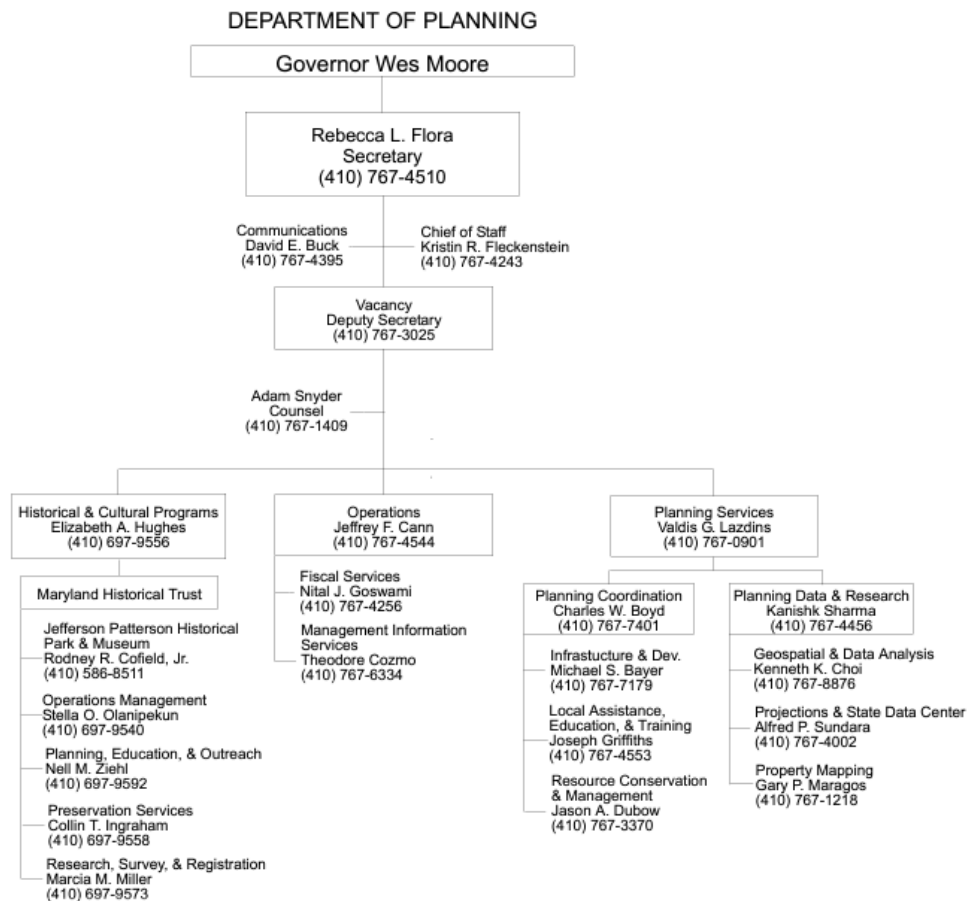 DEPARTMENT OF PLANNING
Governor Wes Moore
Rebecca L. Flora
Secretary
(410) 767-4510
Communications
David E. Buck
(410) 767-4395
Chief of Staff
Kristin R. Fleckenstein
(410) 767-4243
Vacancy
Deputy Secretary
(410) 767-3025
Adam Snyder
Counsel
(410) 767-1409
Historical & Cultural Programs
Elizabeth A. Hughes
(410) 697-9556
Maryland Historical Trust
Jefferson Patterson Historical
Park & Museum
Rodney R. Cofield, Jr.
(410) 586-8511
Operations Management
Stella O. Olanipekun
(410) 697-9540
Planning, Education, & Outreach
Nell M. Ziehl
(410) 697-9592
Preservation Services
Collin T. Ingraham
(410) 697-9558
Research, Survey, & Registration
Marcia M. Miller
(410) 697-9573
Operations
Jeffrey F. Cann
(410) 767-4544
Fiscal Services
Nital J. Goswami
(410) 767-4256
Management Information
Services
Theodore Cozmo
(410) 767-6334
Planning Services
Valdis G. Lazdins
(410) 767-0901
Planning Coordination
Charles W. Boyd
(410) 767-7401
Infrastucture & Dev.
Michael S. Bayer
(410) 767-7179
Local Assistance,
Education, & Training
Joseph Griffiths
(410) 767-4553
Resource Conservation
& Management
Jason A. Dubow
(410) 767-3370
Planning Data & Research
Kanishk Sharma
(410) 767-4456
Geospatial & Data Analysis
Kenneth K. Choi
(410) 767-8876
Projections & State Data Center
Alfred P. Sundara
(410) 767-4002
Property Mapping
Gary P. Maragos
(410) 767-1218